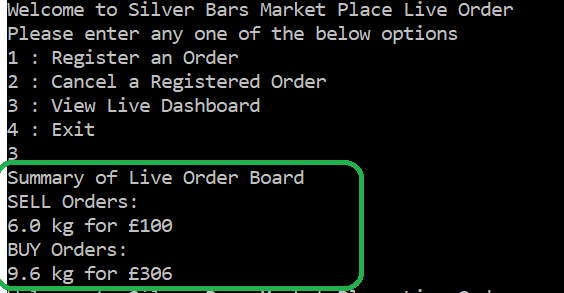 Welcome to Silver Bars Market Place Live Order
Please enter any one of the below options
1 : Register an Order
2 : Cancel a Registered Order
3 : View Live Dashboard
4 : Exit
3
Summary of Live Order Board
SELL Orders:
6.0 kg for £100
BUY Orders:
9.6 kg for £306